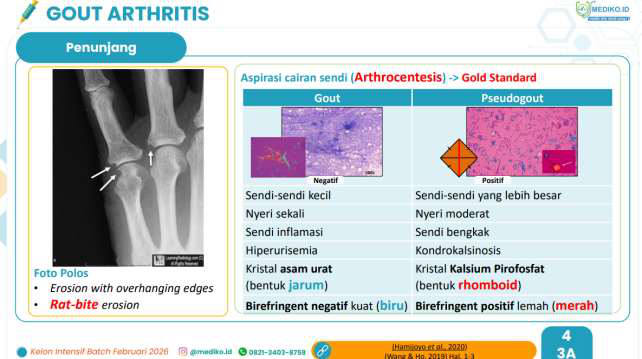 GOUT ARTHRITIS
MEDIKO.ID
Penunjang
Foto Polos
• Erosion with overhanging edges
• Rat-bite erosion
Aspirasi cairan sendi (Arthrocentesis) -> Gold Standard
Gout Pseudogout
Negatif Positif
Sendi-sendi kecil Sendi-sendi yang lebih besar
Nyeri sekali Nyeri moderat
Sendi inflamasi Sendi bengkak
Hiperurisemia Kondrokalsinosis
Kristal asam urat Kristal Kalsium Pirofosfat
(bentuk jarum) (bentuk rhomboid)
Birefringent negatif kuat (biru) Birefringent positif lemah (merah)
Kelon Intensif Batch Februari 2026 @mediko.id 0821-3403-8758
(Hamijoyo et al., 2020)
(Wang & Ho, 2019) Hal. 1-3
4
3A